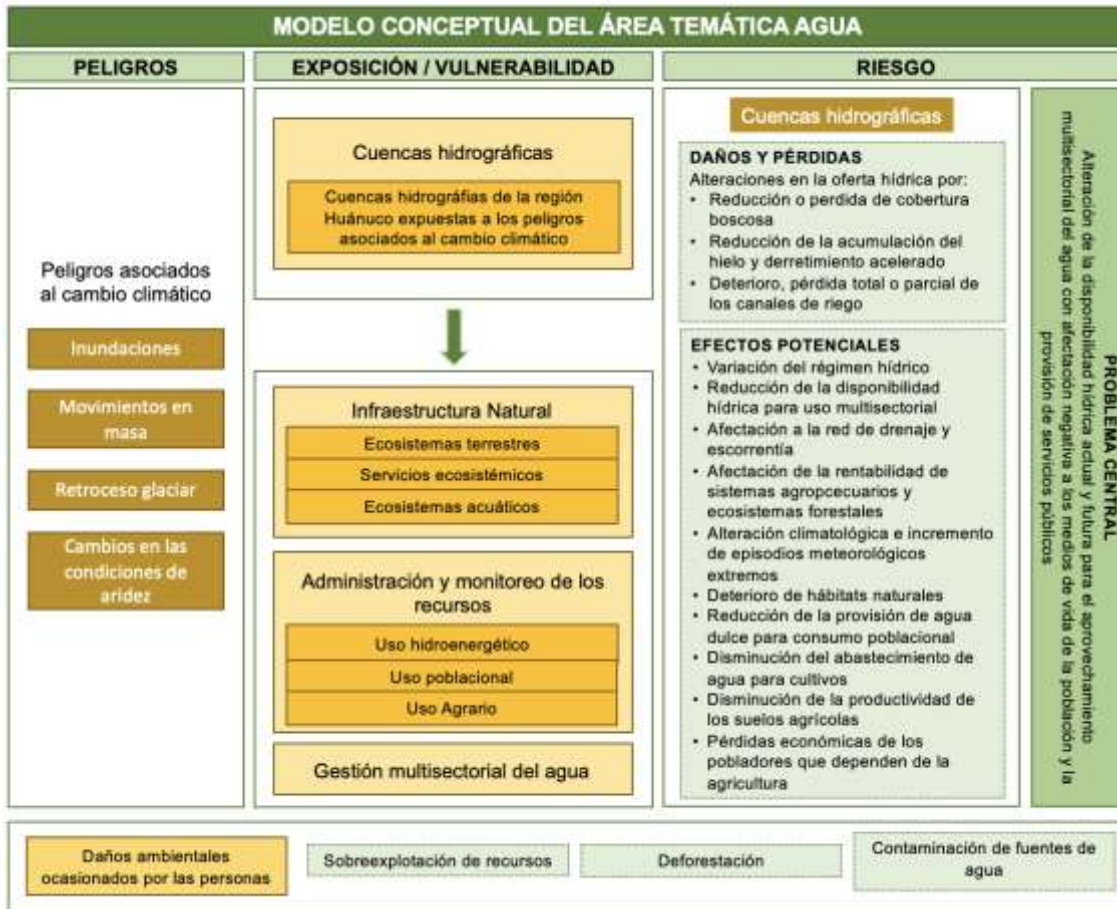 MODELO CONCEPTUAL DEL ÁREA TEMÁTICA AGUA
PELIGROS
EXPOSICIÓN / VULNERABILIDAD
RIESGO
Peligros asociados
al cambio climático
Inundaciones
Movimientos en
masa
Retroceso glaciar
Cambios en las
condiciones de
aridez
Cuencas hidrográficas
Cuencas hidrográfias de la región
Huánuco expuestas a los peligros
asociados al cambio climático
Infraestructura Natural
Ecosistemas terrestres
Servicios ecosistémicos
Ecosistemas acuáticos
Administración y monitoreo de los
recursos
Uso hidroenergético
Uso poblacional
Uso Agrario
Gestión multisectorial del agua
Cuencas hidrográficas
DAÑOS Y PÉRDIDAS
Alteraciones en la oferta hídrica por:
• Reducción o perdida de cobertura
boscosa
• Reducción de la acumulación del
hielo y derretimiento acelerado
• Deterioro, pérdida total o parcial de
los canales de riego
EFECTOS POTENCIALES
• Variación del régimen hídrico
• Reducción de la disponibilidad
hídrica para uso multisectorial
• Afectación a la red de drenaje y
escorrentía
• Afectación de la rentabilidad de
sistemas agropcecuarios y
ecosistemas forestales
• Alteración climatológica e incremento
de episodios meteorológicos
extremos
• Deterioro de hábitats naturales
• Reducción de la provisión de agua
dulce para consumo poblacional
• Disminución del abastecimiento de
agua para cultivos
• Disminución de la productividad de
los suelos agrícolas
• Pérdidas económicas de los
pobladores que dependen de la
agricultura
PROBLEMA CENTRAL
Alteración de la disponibilidad hídrica actual y futura para el aprovechamiento
multisectorial del agua con afectación negativa a los medios de vida de la población y la
provisión de servicios públicos
Daños ambientales
ocasionados por las personas
Sobreexplotación de recursos
Deforestación
Contaminación de fuentes de
agua